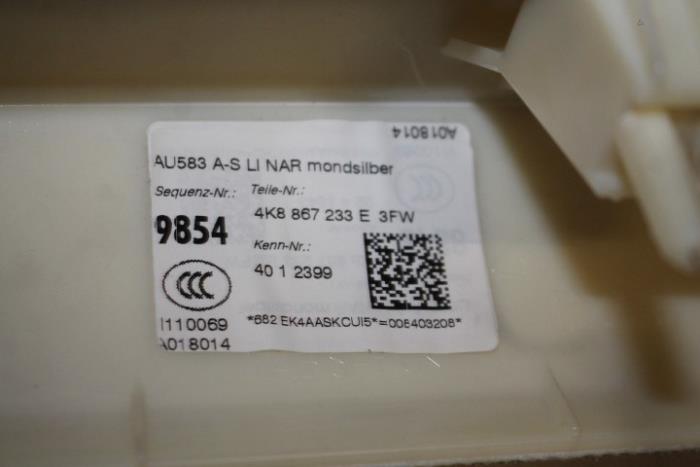 A018014
AU583 A-S LI NAR mondsilber
Sequenz-Nr.: Teile-Nr.:
9854 4K8 867 233 E 3FW
Kenn-Nr.:
40 1 2399
CCC
I110069 *682 EK4AASKCUI5*=008403208*
A018014